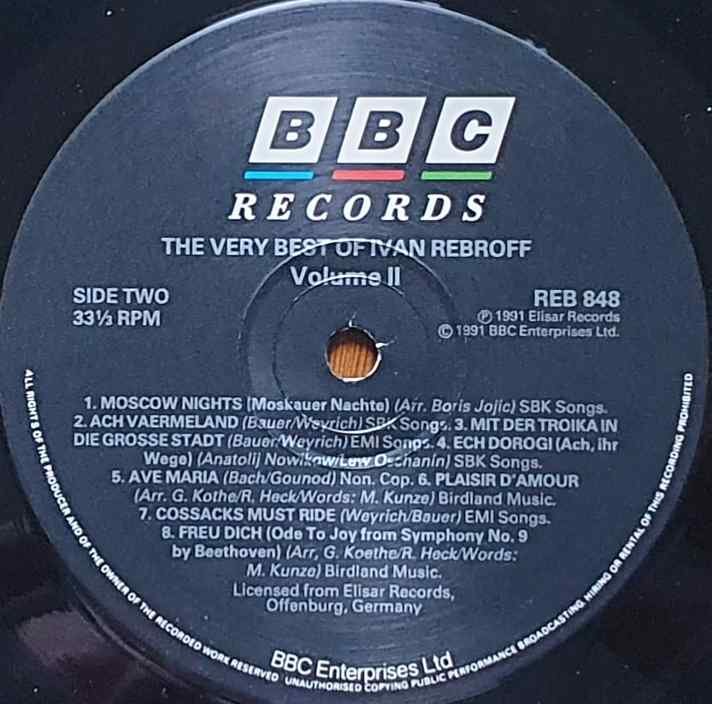 BBC
RECORDS
THE VERY BEST OF IVAN REBROFF
Volume II
SIDE TWO
33⅓ RPM
REB 848
Ⓟ 1991 Elisar Records
© 1991 BBC Enterprises Ltd.
1. MOSCOW NIGHTS (Moskauer Nachte) (Arr. Boris Jojic) SBK Songs.
2. ACH VAERMELAND (Bauer/Weyrich) SBK Songs. 3. MIT DER TROIKA IN
DIE GROSSE STADT (Bauer/Weyrich) EMI Songs. 4. ECH DOROGI (Ach, ihr
Wege) (Anatolij Nowikow/Lew Oschanin) SBK Songs.
5. AVE MARIA (Bach/Gounod) Non. Cop. 6. PLAISIR D'AMOUR
(Arr. G. Kothe/R. Heck/Words: M. Kunze) Birdland Music.
7. COSSACKS MUST RIDE (Weyrich/Bauer) EMI Songs.
8. FREU DICH (Ode To Joy from Symphony No. 9
by Beethoven) (Arr, G. Koethe/R. Heck/Words:
M. Kunze) Birdland Music.
Licensed from Elisar Records,
Offenburg, Germany
BBC Enterprises Ltd
ALL RIGHTS OF THE PRODUCER AND OF THE OWNER OF THE RECORDED WORK RESERVED UNAUTHORISED COPYING PUBLIC PERFORMANCE BROADCASTING HIRING OR RENTAL OF THIS RECORDING PROHIBITED